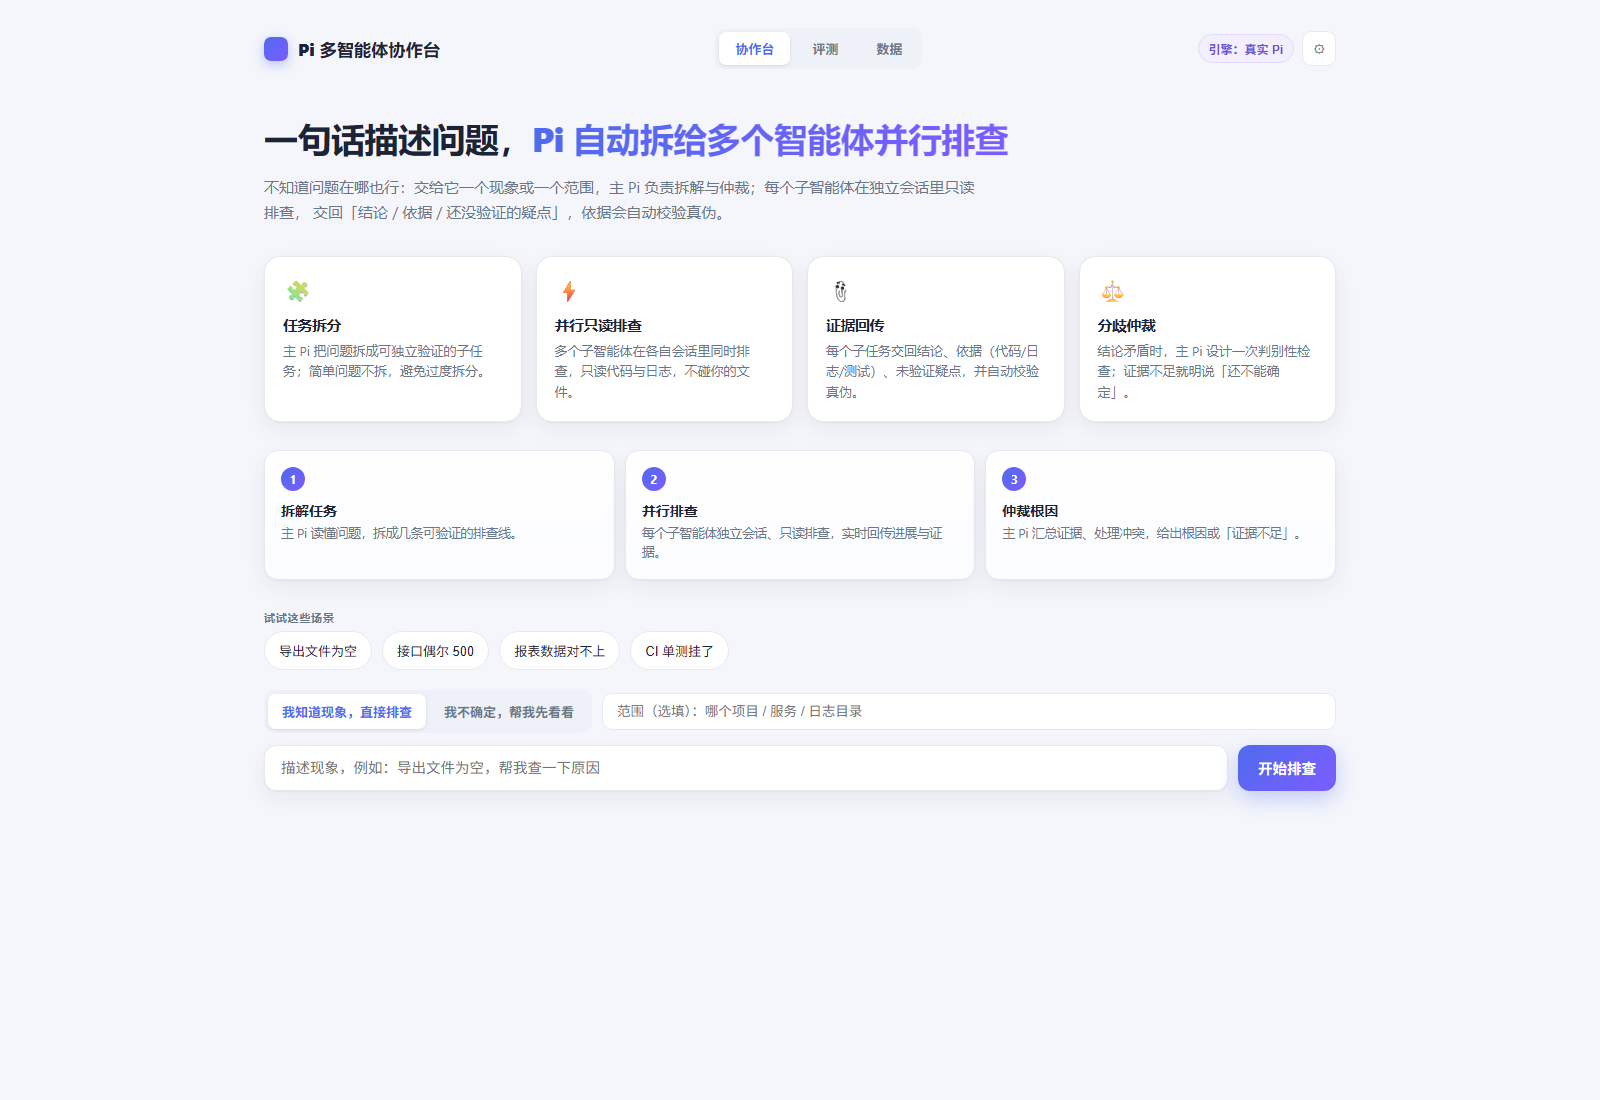 Pi 多智能体协作台
协作台
评测
数据
引擎：真实 Pi
一句话描述问题，Pi 自动拆给多个智能体并行排查
不知道问题在哪也行：交给它一个现象或一个范围，主 Pi 负责拆解与仲裁；每个子智能体在独立会话里只读
排查， 交回「结论 / 依据 / 还没验证的疑点」，依据会自动校验真伪。
任务拆分
主 Pi 把问题拆成可独立验证的子任
务；简单问题不拆，避免过度拆分。
并行只读排查
多个子智能体在各自会话里同时排
查，只读代码与日志，不碰你的文
件。
证据回传
每个子任务交回结论、依据（代码/日
志/测试）、未验证疑点，并自动校验
真伪。
分歧仲裁
结论矛盾时，主 Pi 设计一次判别性检
查；证据不足就明说「还不能确
定」。
1
拆解任务
主 Pi 读懂问题，拆成几条可验证的排查线。
2
并行排查
每个子智能体独立会话、只读排查，实时回传进展与证
据。
3
仲裁根因
主 Pi 汇总证据、处理冲突，给出根因或「证据不足」。
试试这些场景
导出文件为空
接口偶尔 500
报表数据对不上
CI 单测挂了
我知道现象，直接排查
我不确定，帮我先看看
范围（选填）：哪个项目 / 服务 / 日志目录
描述现象，例如：导出文件为空，帮我查一下原因
开始排查